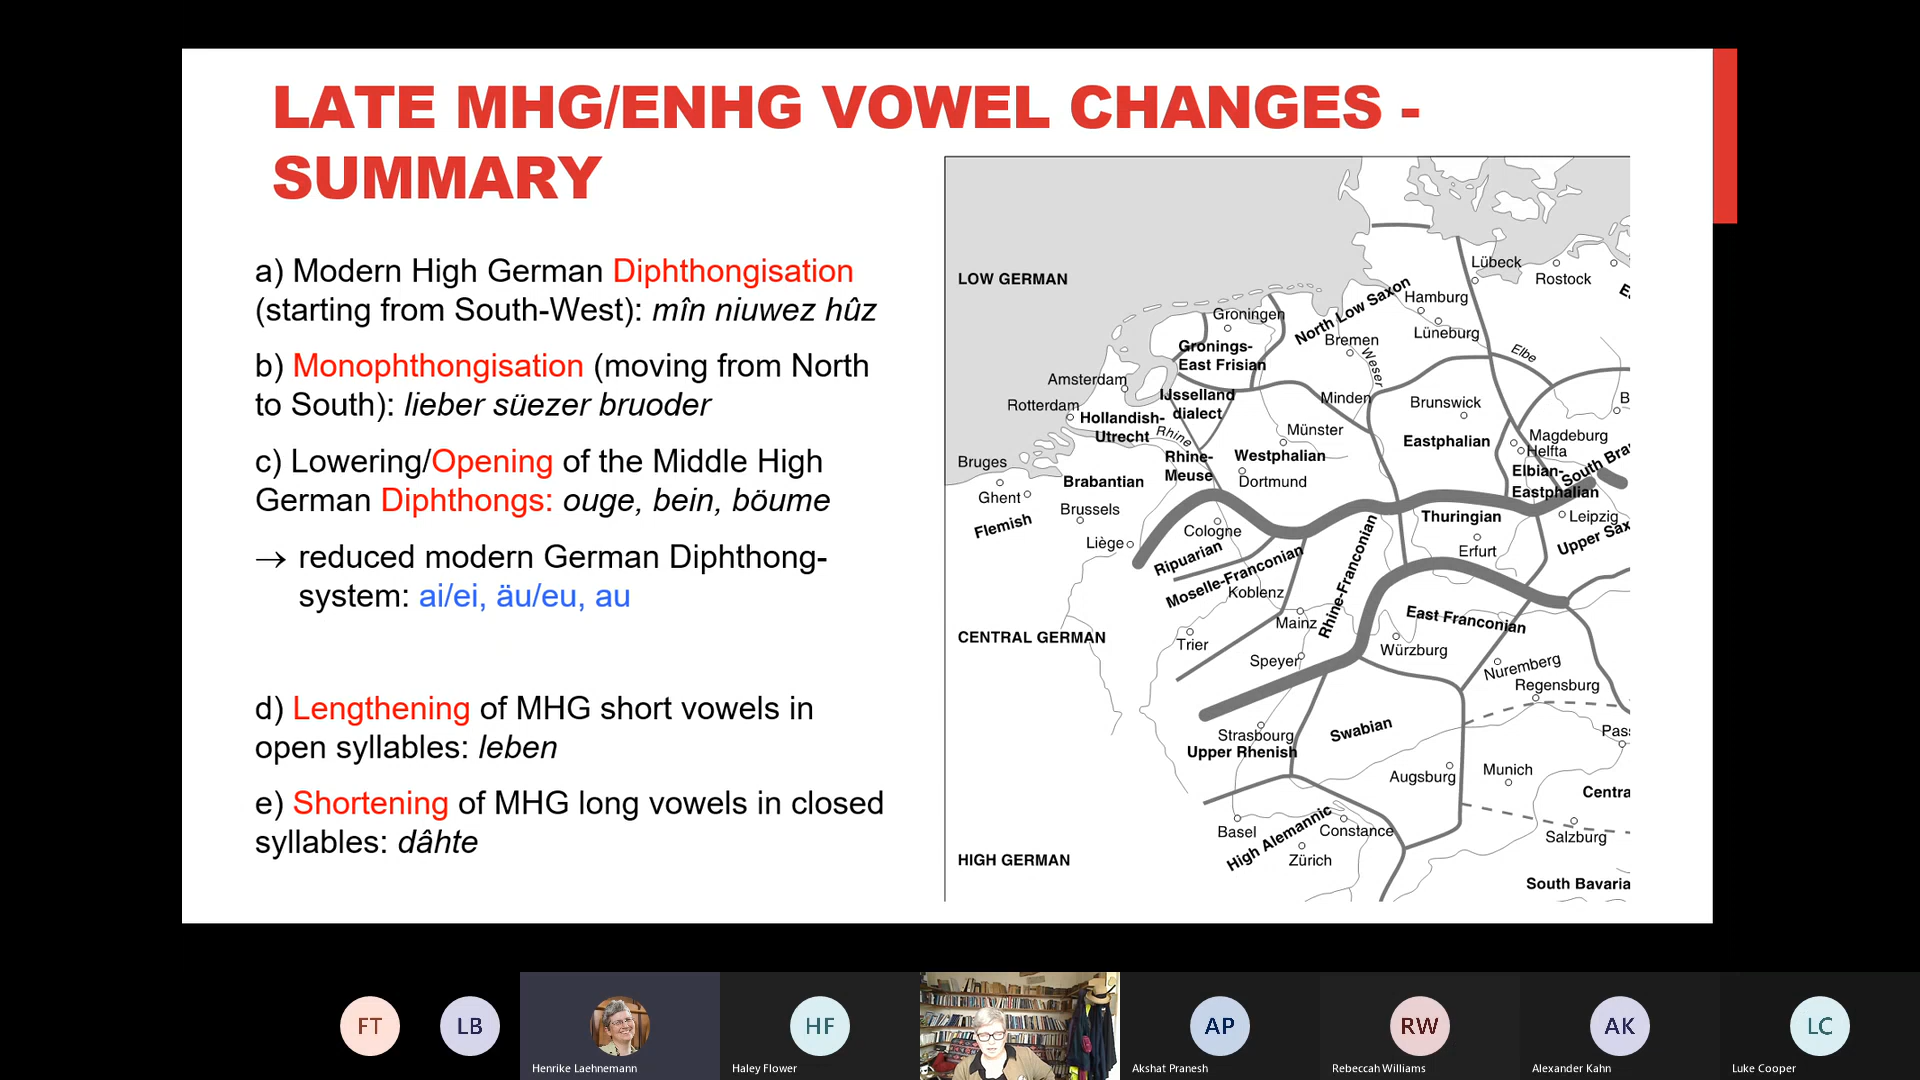 LATE MHG/ENHG VOWEL CHANGES -
SUMMARY
a) Modern High German Diphthongisation
(starting from South-West): mîn niuwez hûz
b) Monophthongisation (moving from North
to South): lieber süezer bruoder
c) Lowering/Opening of the Middle High
German Diphthongs: ouge, bein, böume
→ reduced modern German Diphthong-
system: ai/ei, äu/eu, au
d) Lengthening of MHG short vowels in
open syllables: leben
e) Shortening of MHG long vowels in closed
syllables: dâhte
LOW GERMAN
Lübeck
Rostock
Hamburg
North Low Saxon
Groningen
Lüneburg
Bremen
Gronings-
East Frisian
Weser
Elbe
Amsterdam
IJsselland
dialect
Minden
Brunswick
B
Rotterdam
Hollandish-
Utrecht
Rhine
Münster
Magdeburg
Eastphalian
Helfta
Bruges
Rhine-
Meuse
Westphalian
Elbian-
Eastphalian
South Bra
Brabantian
Dortmund
Ghent
Brussels
Flemish
Thuringian
Leipzig
Cologne
Upper Sax
Liège
Ripuarian
Erfurt
Moselle-Franconian
Rhine-Franconian
Koblenz
Mainz
East Franconian
CENTRAL GERMAN
Trier
Würzburg
Speyer
Nuremberg
Regensburg
Strasbourg
Upper Rhenish
Swabian
Pas
Augsburg
Munich
Centra
Basel
High Alemannic
Constance
Salzburg
HIGH GERMAN
Zürich
South Bavaria
FT
LB
HF
AP
RW
AK
LC
Henrike Laehnemann
Haley Flower
Akshat Pranesh
Rebeccah Williams
Alexander Kahn
Luke Cooper